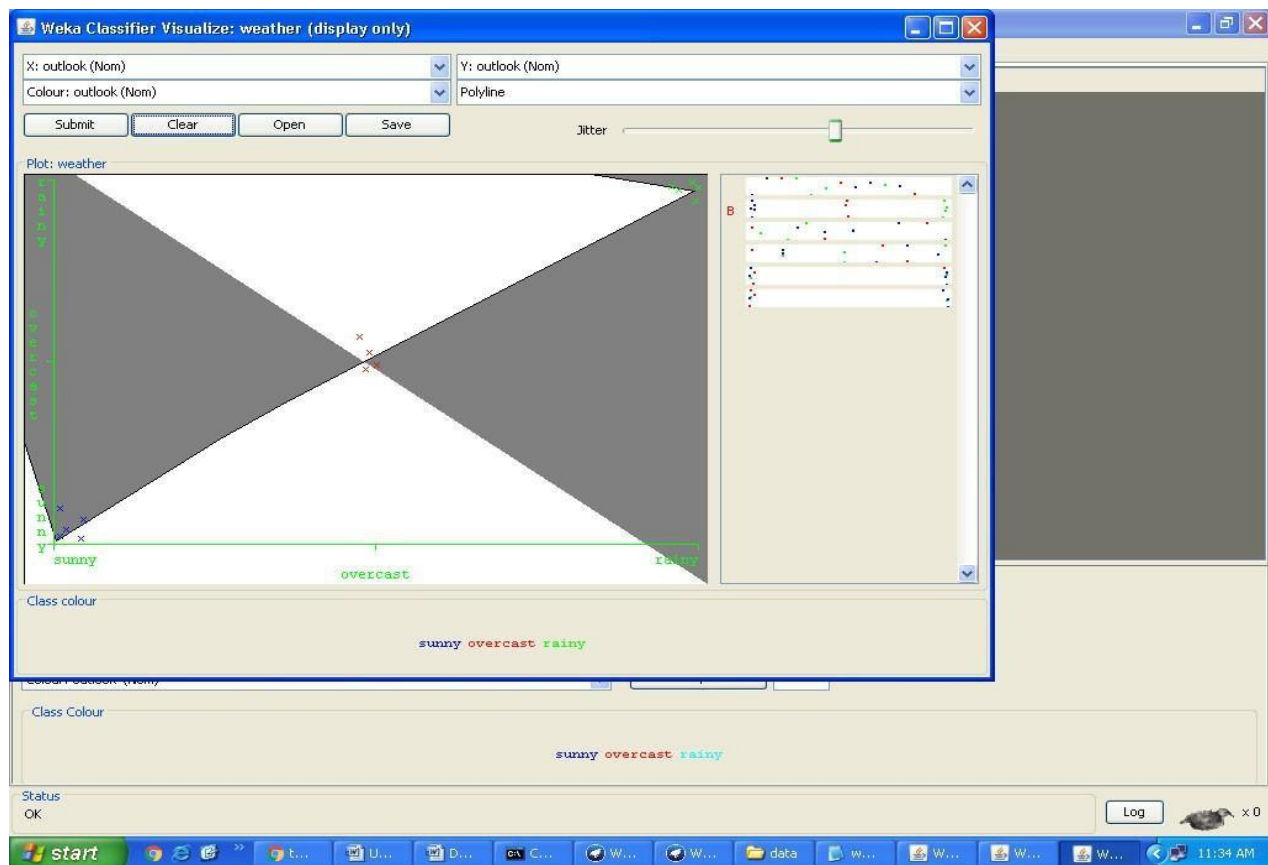 Weka Classifier Visualize: weather (display only)
X: outlook (Nom)
Y: outlook (Nom)
Colour: outlook (Nom)
Polyline
Submit
Clear
Open
Save
Jitter
Plot: weather
rainy
overcast
sunny
B
sunny
overcast
rainy
Class colour
sunny overcast rainy
Class Colour
sunny overcast rainy
Status
OK
Log
x 0
start
t...
U...
D...
C...
W...
W...
data
w...
W...
W...
W...
11:34 AM